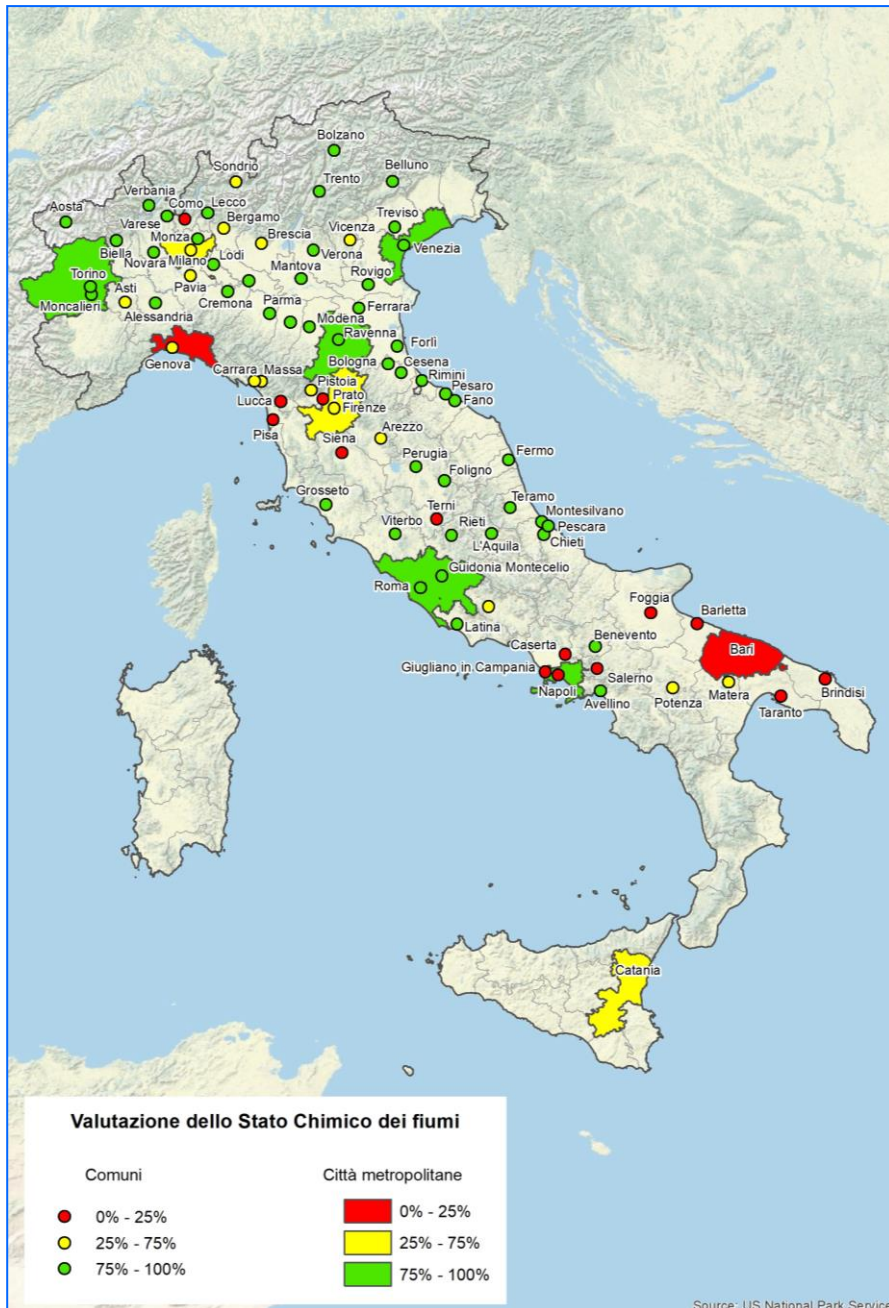 Bolzano
Sondrio
Belluno
Verbania
Trento
Como
Lecco
Aosta
Bergamo
Treviso
Varese
Brescia
Vicenza
Monza
Venezia
Biella
Milano
Lodi
Verona
Novara
Torino
Mantova
Rovigo
Asti
Pavia
Cremona
Parma
Ferrara
Moncalieri
Alessandria
Modena
Ravenna
Forlì
Genova
Bologna
Cesena
Carrara
Massa
Rimini
Pistoia
Pesaro
Lucca
Prato
Fano
Firenze
Pisa
Siena
Arezzo
Perugia
Fermo
Foligno
Grosseto
Teramo
Montesilvano
Terni
Pescara
Viterbo
Rieti
L'Aquila
Chieti
Guidonia Montecelio
Roma
Foggia
Barletta
Latina
Caserta
Benevento
Bari
Giugliano in Campania
Salerno
Napoli
Matera
Brindisi
Avellino
Potenza
Taranto
Catania
Valutazione dello Stato Chimico dei fiumi
Comuni
Città metropolitane
0% - 25%
0% - 25%
25% - 75%
25% - 75%
75% - 100%
75% - 100%
Source: US National Park Service